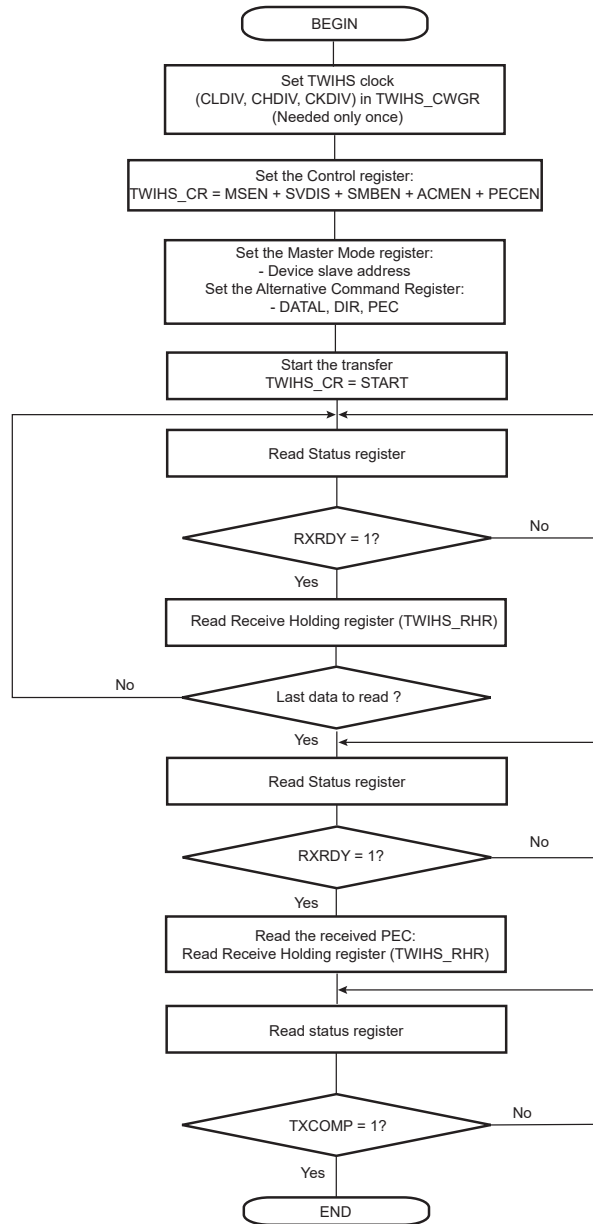 BEGIN
Set TWIHS clock
(CLDIV, CHDIV, CKDIV) in TWIHS_CWGR
(Needed only once)
Set the Control register:
TWIHS_CR = MSEN + SVDIS + SMBEN + ACMEN + PECEN
Set the Master Mode register:
- Device slave address
Set the Alternative Command Register:
- DATAL, DIR, PEC
Start the transfer
TWIHS_CR = START
Read Status register
RXRDY = 1?
No
Yes
Read Receive Holding register (TWIHS_RHR)
No
Last data to read ?
Yes
Read Status register
RXRDY = 1?
No
Yes
Read the received PEC:
Read Receive Holding register (TWIHS_RHR)
Read status register
TXCOMP = 1?
No
Yes
END